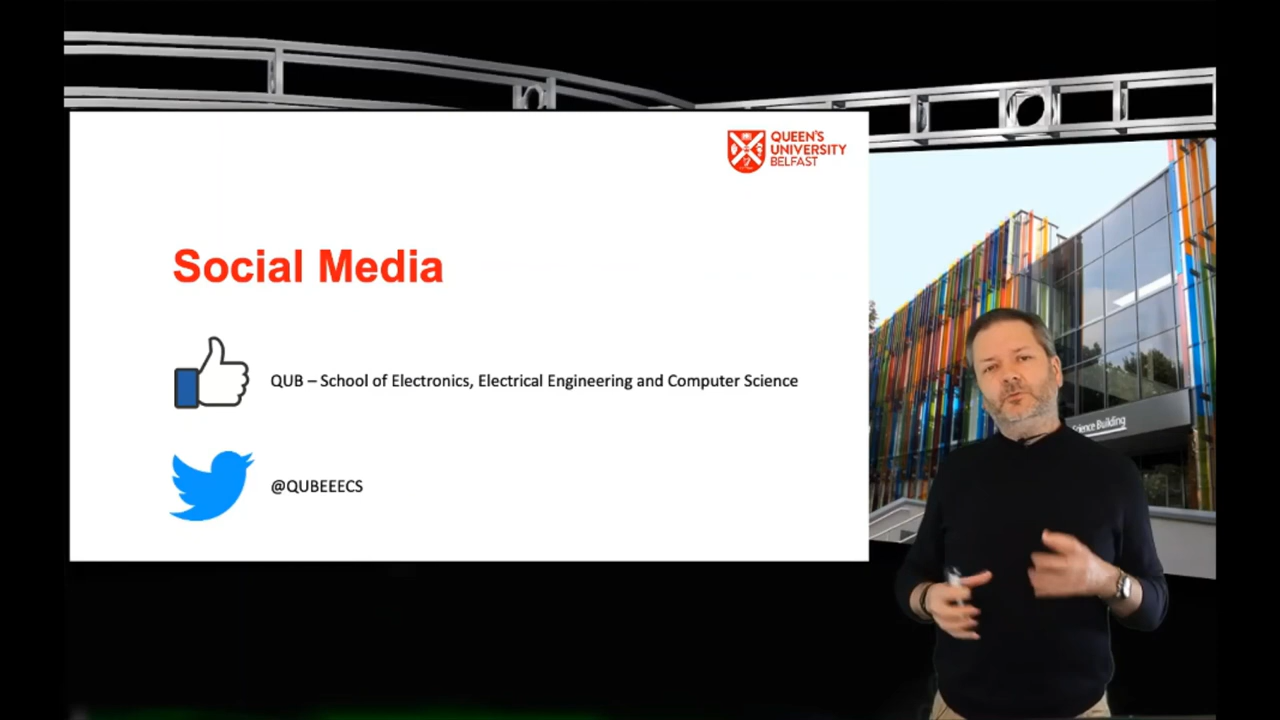 QUEEN'S
UNIVERSITY
BELFAST
Social Media
QUB – School of Electronics, Electrical Engineering and Computer Science
@QUBEEECS
Science Building